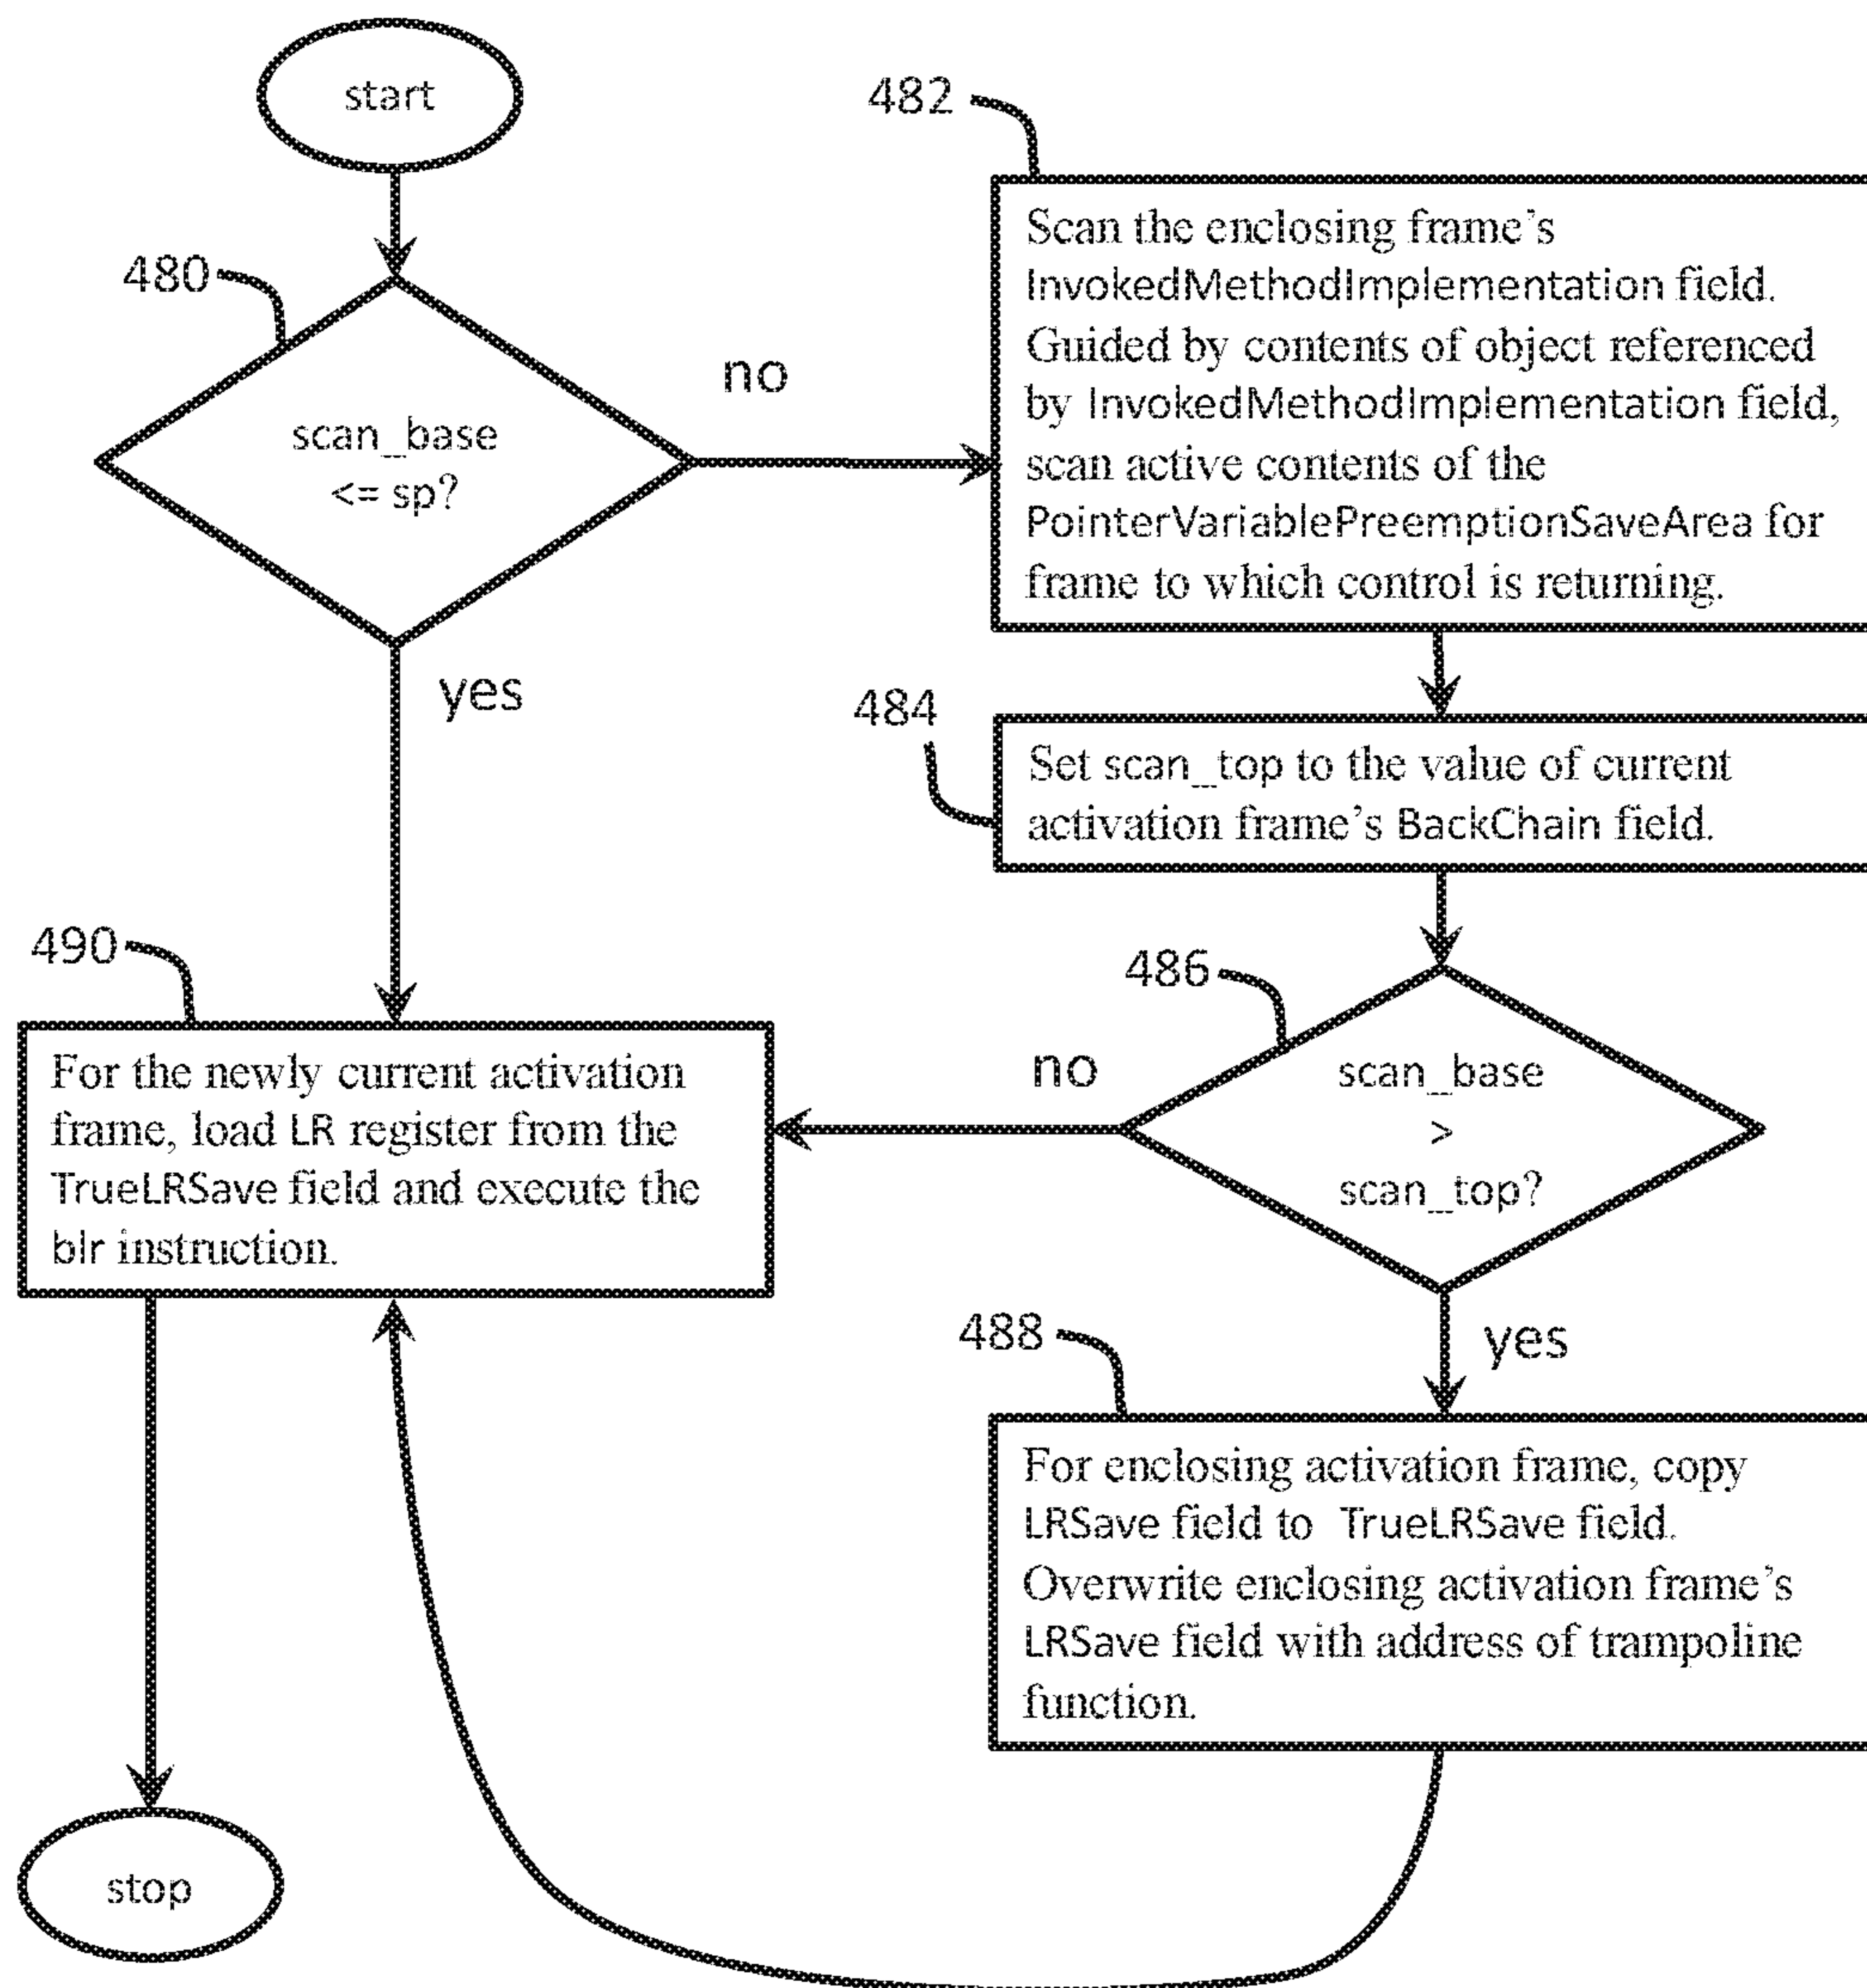 start
480
scan_base
<= sp?
no
yes
482
Scan the enclosing frame's
InvokedMethodImplementation field.
Guided by contents of object referenced
by InvokedMethodImplementation field,
scan active contents of the
PointerVariablePreemptionSaveArea for
frame to which control is returning.
484
Set scan_top to the value of current
activation frame's BackChain field.
486
scan_base
>
scan_top?
no
yes
488
For enclosing activation frame, copy
LRSave field to TrueLRSave field.
Overwrite enclosing activation frame's
LRSave field with address of trampoline
function.
490
For the newly current activation
frame, load LR register from the
TrueLRSave field and execute the
blr instruction.
stop